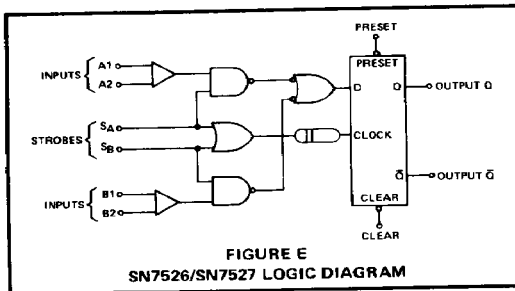 PRESET
PRESET
INPUTS
A1
A2
D
Q
OUTPUT Q
STROBES
SA
SB
CLOCK
INPUTS
B1
B2
Q̅
OUTPUT Q̅
CLEAR
CLEAR
FIGURE E
SN7526/SN7527 LOGIC DIAGRAM